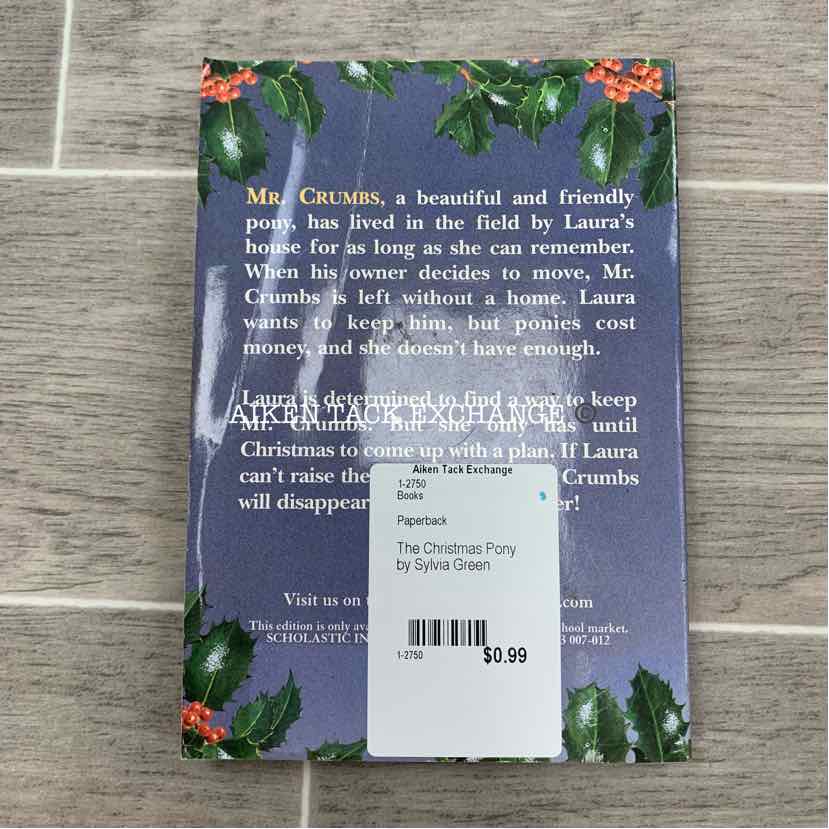 MR. CRUMBS, a beautiful and friendly
pony, has lived in the field by Laura's
house for as long as she can remember.
When his owner decides to move, Mr.
Crumbs is left without a home. Laura
wants to keep him, but ponies cost
money, and she doesn't have enough.
Laura is determined to find a way to keep
AIKEN TACK EXCHANGE ©
Mr. Crumbs. But she only has until
Christmas to come up with a plan. If Laura
can't raise the Crumbs
will disappear er!
Aiken Tack Exchange
1-2750
Books
Paperback
The Christmas Pony
by Sylvia Green
1-2750
$0.99
Visit us on .com
This edition is only hool market.
SCHOLASTIC 007-012